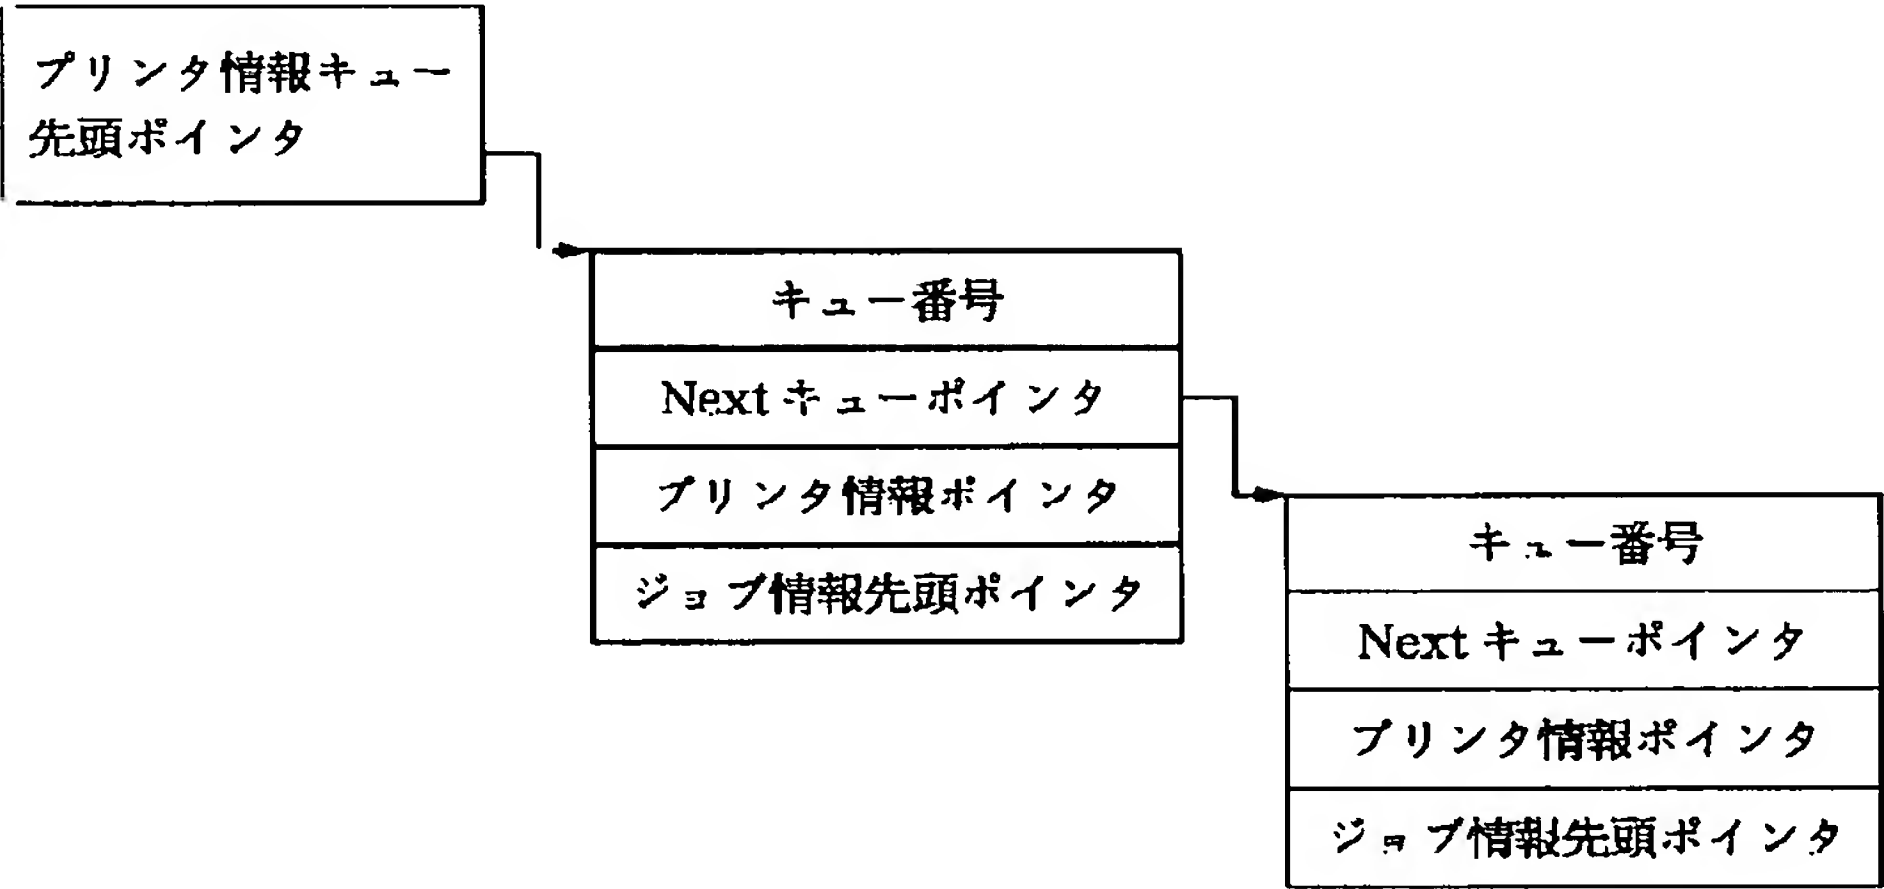 プリンタ情報キュー
先頭ポインタ
キュー番号
Nextキューポインタ
プリンタ情報ポインタ
ジョブ情報先頭ポインタ
キュー番号
Nextキューポインタ
プリンタ情報ポインタ
ジョブ情報先頭ポインタ